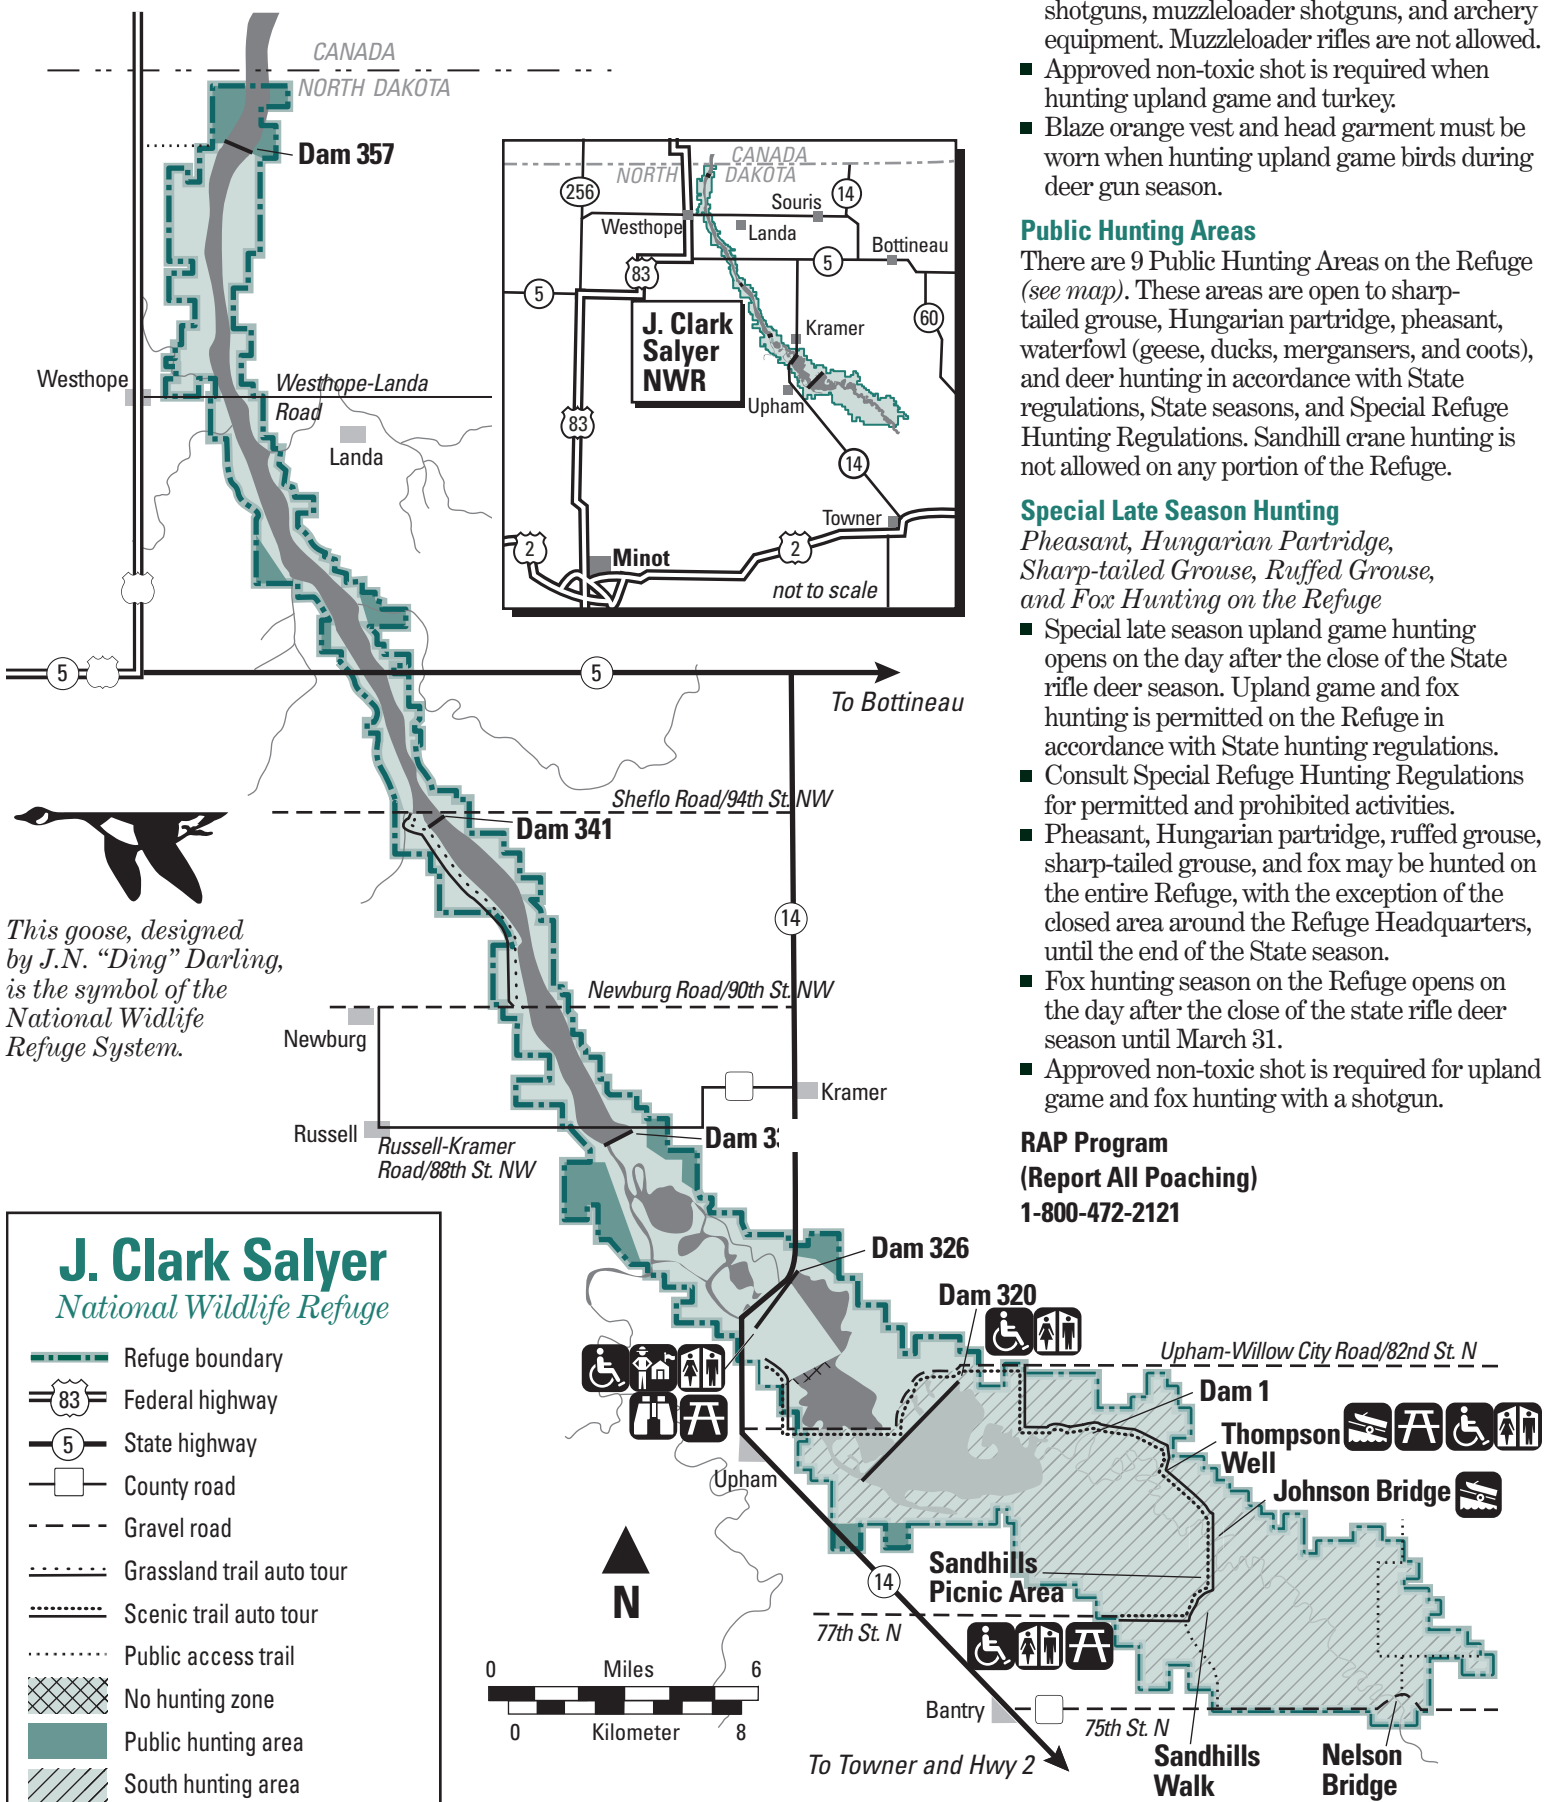 shotguns, muzzleloader shotguns, and archery
equipment. Muzzleloader rifles are not allowed.
■ Approved non-toxic shot is required when
hunting upland game and turkey.
■ Blaze orange vest and head garment must be
worn when hunting upland game birds during
deer gun season.
Public Hunting Areas
There are 9 Public Hunting Areas on the Refuge
(see map). These areas are open to sharp-
tailed grouse, Hungarian partridge, pheasant,
waterfowl (geese, ducks, mergansers, and coots),
and deer hunting in accordance with State
regulations, State seasons, and Special Refuge
Hunting Regulations. Sandhill crane hunting is
not allowed on any portion of the Refuge.
Special Late Season Hunting
Pheasant, Hungarian Partridge,
Sharp-tailed Grouse, Ruffed Grouse,
and Fox Hunting on the Refuge
■ Special late season upland game hunting
opens on the day after the close of the State
rifle deer season. Upland game and fox
hunting is permitted on the Refuge in
accordance with State hunting regulations.
■ Consult Special Refuge Hunting Regulations
for permitted and prohibited activities.
■ Pheasant, Hungarian partridge, ruffed grouse,
sharp-tailed grouse, and fox may be hunted on
the entire Refuge, with the exception of the
closed area around the Refuge Headquarters,
until the end of the State season.
■ Fox hunting season on the Refuge opens on
the day after the close of the state rifle deer
season until March 31.
■ Approved non-toxic shot is required for upland
game and fox hunting with a shotgun.
RAP Program
(Report All Poaching)
1-800-472-2121
CANADA
NORTH DAKOTA
Dam 357
Westhope
Westhope-Landa
Road
Landa
5
5
To Bottineau
CANADA
NORTH DAKOTA
256
14
Souris
Westhope
Landa
Bottineau
83
5
5
60
J. Clark
Salyer
NWR
Kramer
Upham
83
14
Towner
2
2
Minot
not to scale
Sheflo Road/94th St. NW
Dam 341
14
This goose, designed
by J.N. “Ding” Darling,
is the symbol of the
National Widlife
Refuge System.
Newburg Road/90th St. NW
Newburg
Kramer
Russell
Russell-Kramer
Road/88th St. NW
Dam 3
Dam 326
Dam 320
Upham-Willow City Road/82nd St. N
Dam 1
Thompson
Well
Johnson Bridge
Upham
Sandhills
Picnic Area
14
77th St. N
N
0 Miles 6
0 Kilometer 8
Bantry
75th St. N
To Towner and Hwy 2
Sandhills
Walk
Nelson
Bridge
J. Clark Salyer
National Wildlife Refuge
Refuge boundary
83 Federal highway
5 State highway
County road
Gravel road
Grassland trail auto tour
Scenic trail auto tour
Public access trail
No hunting zone
Public hunting area
South hunting area